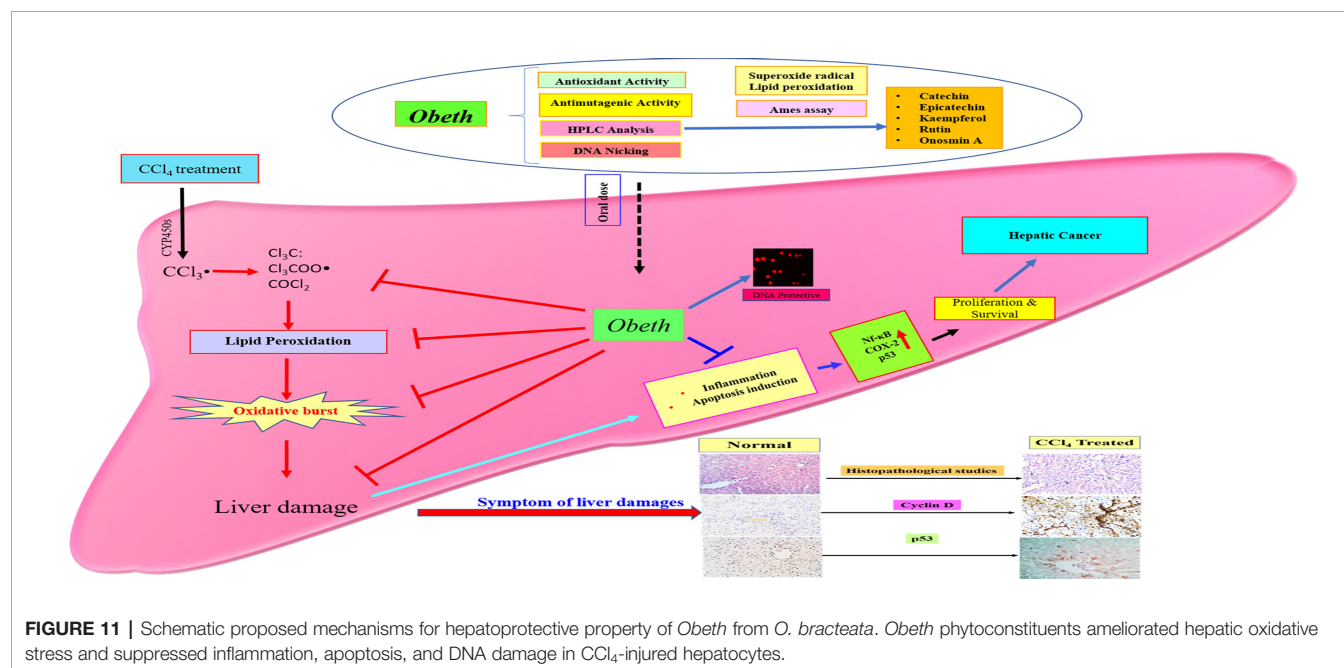 Obeth
Antioxidant Activity
Antimutagenic Activity
HPLC Analysis
DNA Nicking
Superoxide radical
Lipid peroxidation
Ames assay
• Catechin
• Epicatechin
• Kaempferol
• Rutin
• Onosmin A
Oral dose
CCl₄ treatment
CYP450s
CCl₃•
Cl₃C:
Cl₃COO•
COCl₂
Lipid Peroxidation
Oxidative burst
Liver damage
Obeth
DNA Protective
• Inflammation
• Apoptosis induction
Nf-κB
COX-2
p53
Proliferation &
Survival
Hepatic Cancer
Symptom of liver damages
Normal
CCl₄ Treated
Histopathological studies
Cyclin D
p53
FIGURE 11 | Schematic proposed mechanisms for hepatoprotective property of Obeth from O. bracteata. Obeth phytoconstituents ameliorated hepatic oxidative
stress and suppressed inflammation, apoptosis, and DNA damage in CCl₄-injured hepatocytes.